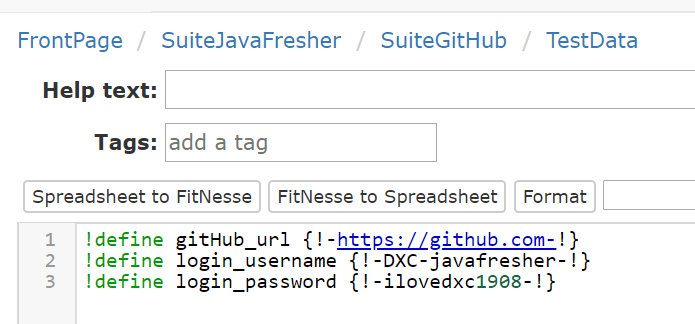 FrontPage / SuiteJavaFresher / SuiteGitHub / TestData
Help text:
Tags: add a tag
Spreadsheet to FitNesse FitNesse to Spreadsheet Format
1 !define gitHub_url {!-https://github.com-!}
2 !define login_username {!-DXC-javafresher-!}
3 !define login_password {!-ilovedxc1908-!}